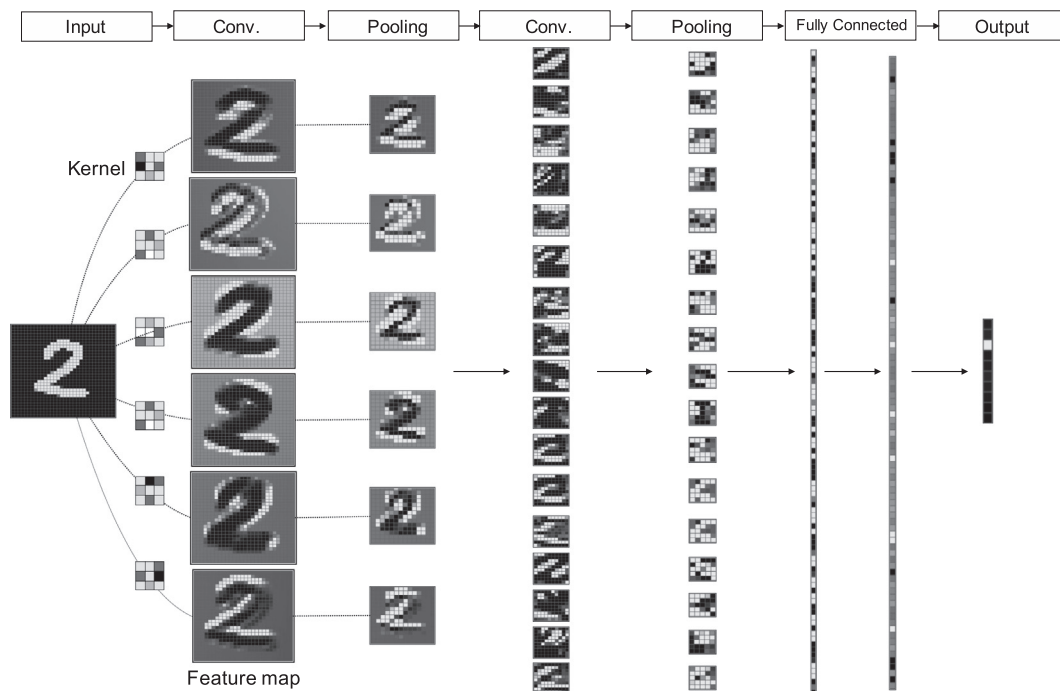 Input
Conv.
Pooling
Conv.
Pooling
Fully Connected
Output
Kernel
Feature map